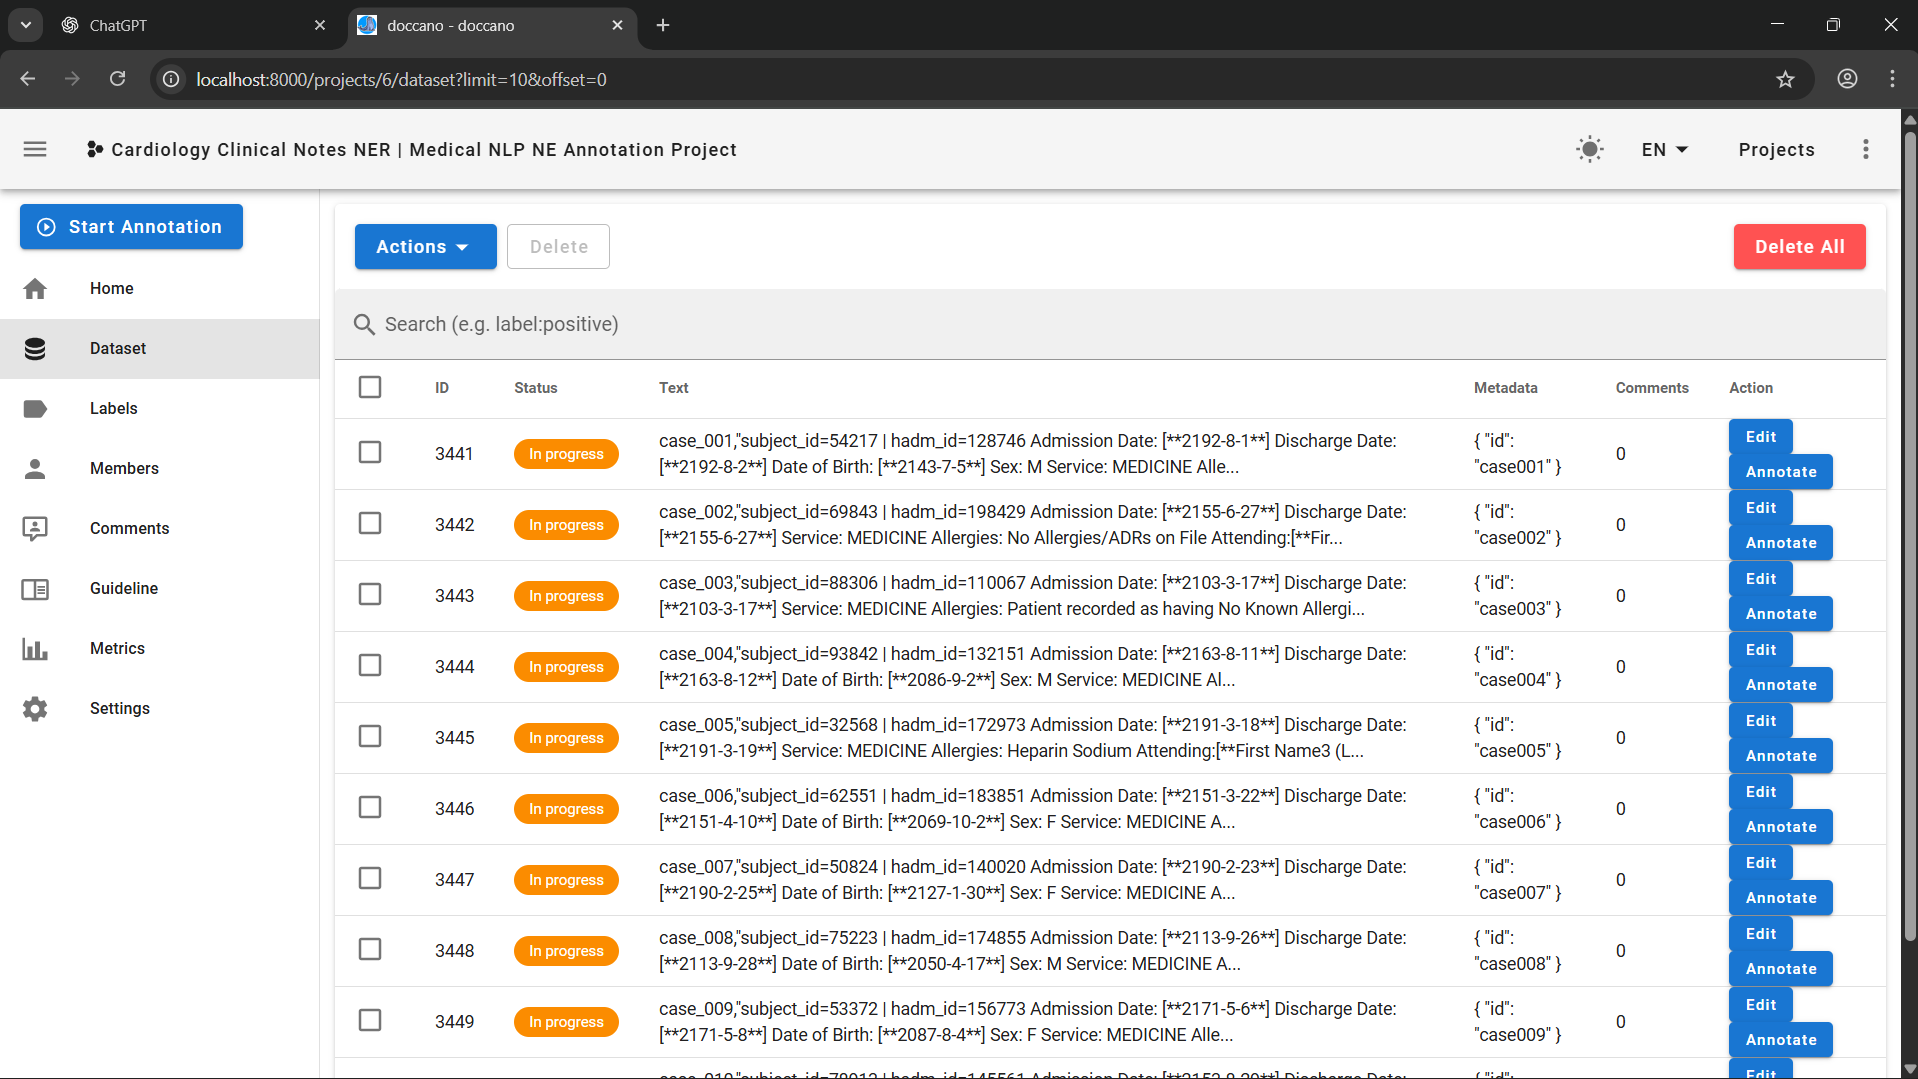 ChatGPT
doccano - doccano
localhost:8000/projects/6/dataset?limit=10&offset=0
Cardiology Clinical Notes NER | Medical NLP NE Annotation Project
EN
Projects
Start Annotation
Home
Dataset
Labels
Members
Comments
Guideline
Metrics
Settings
Actions
Delete
Delete All
Search (e.g. label:positive)
ID Status Text Metadata Comments Action
3441 In progress
case_001,"subject_id=54217 | hadm_id=128746 Admission Date: [**2192-8-1**] Discharge Date:
[**2192-8-2**] Date of Birth: [**2143-7-5**] Sex: M Service: MEDICINE Alle...
{ "id":
"case001" }
0
Edit
Annotate
3442 In progress
case_002,"subject_id=69843 | hadm_id=198429 Admission Date: [**2155-6-27**] Discharge Date:
[**2155-6-27**] Service: MEDICINE Allergies: No Allergies/ADRs on File Attending:[**Fir...
{ "id":
"case002" }
0
Edit
Annotate
3443 In progress
case_003,"subject_id=88306 | hadm_id=110067 Admission Date: [**2103-3-17**] Discharge Date:
[**2103-3-17**] Service: MEDICINE Allergies: Patient recorded as having No Known Allergi...
{ "id":
"case003" }
0
Edit
Annotate
3444 In progress
case_004,"subject_id=93842 | hadm_id=132151 Admission Date: [**2163-8-11**] Discharge Date:
[**2163-8-12**] Date of Birth: [**2086-9-2**] Sex: M Service: MEDICINE Al...
{ "id":
"case004" }
0
Edit
Annotate
3445 In progress
case_005,"subject_id=32568 | hadm_id=172973 Admission Date: [**2191-3-18**] Discharge Date:
[**2191-3-19**] Service: MEDICINE Allergies: Heparin Sodium Attending:[**First Name3 (L...
{ "id":
"case005" }
0
Edit
Annotate
3446 In progress
case_006,"subject_id=62551 | hadm_id=183851 Admission Date: [**2151-3-22**] Discharge Date:
[**2151-4-10**] Date of Birth: [**2069-10-2**] Sex: F Service: MEDICINE A...
{ "id":
"case006" }
0
Edit
Annotate
3447 In progress
case_007,"subject_id=50824 | hadm_id=140020 Admission Date: [**2190-2-23**] Discharge Date:
[**2190-2-25**] Date of Birth: [**2127-1-30**] Sex: F Service: MEDICINE A...
{ "id":
"case007" }
0
Edit
Annotate
3448 In progress
case_008,"subject_id=75223 | hadm_id=174855 Admission Date: [**2113-9-26**] Discharge Date:
[**2113-9-28**] Date of Birth: [**2050-4-17**] Sex: M Service: MEDICINE A...
{ "id":
"case008" }
0
Edit
Annotate
3449 In progress
case_009,"subject_id=53372 | hadm_id=156773 Admission Date: [**2171-5-6**] Discharge Date:
[**2171-5-8**] Date of Birth: [**2087-8-4**] Sex: F Service: MEDICINE Alle...
{ "id":
"case009" }
0
Edit
Annotate
Edit